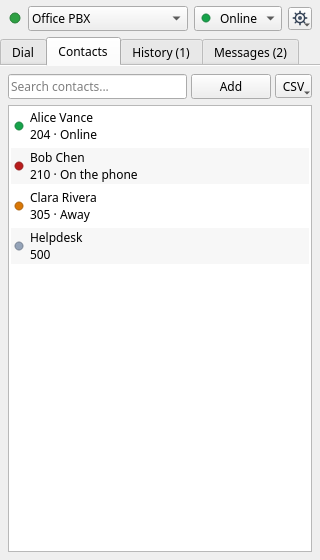 Office PBX
Online
Dial
Contacts
History (1)
Messages (2)
Search contacts...
Add
CSV
Alice Vance
204 · Online
Bob Chen
210 · On the phone
Clara Rivera
305 · Away
Helpdesk
500